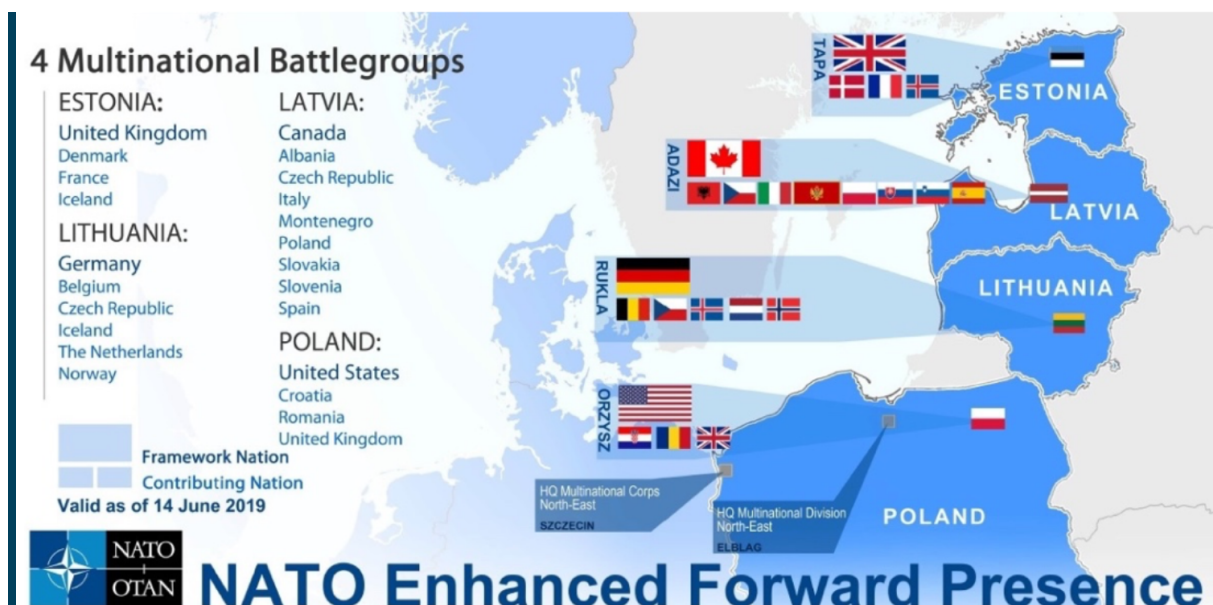 4 Multinational Battlegroups
ESTONIA:
United Kingdom
Denmark
France
Iceland
LITHUANIA:
Germany
Belgium
Czech Republic
Iceland
The Netherlands
Norway
LATVIA:
Canada
Albania
Czech Republic
Italy
Montenegro
Poland
Slovakia
Slovenia
Spain
POLAND:
United States
Croatia
Romania
United Kingdom
Framework Nation
Contributing Nation
Valid as of 14 June 2019
TAPA
ESTONIA
ADAZI
LATVIA
RUKLA
LITHUANIA
ORZYSZ
HQ Multinational Corps
North-East
SZCZECIN
HQ Multinational Division
North-East
ELBLAG
POLAND
NATO
OTAN
NATO Enhanced Forward Presence